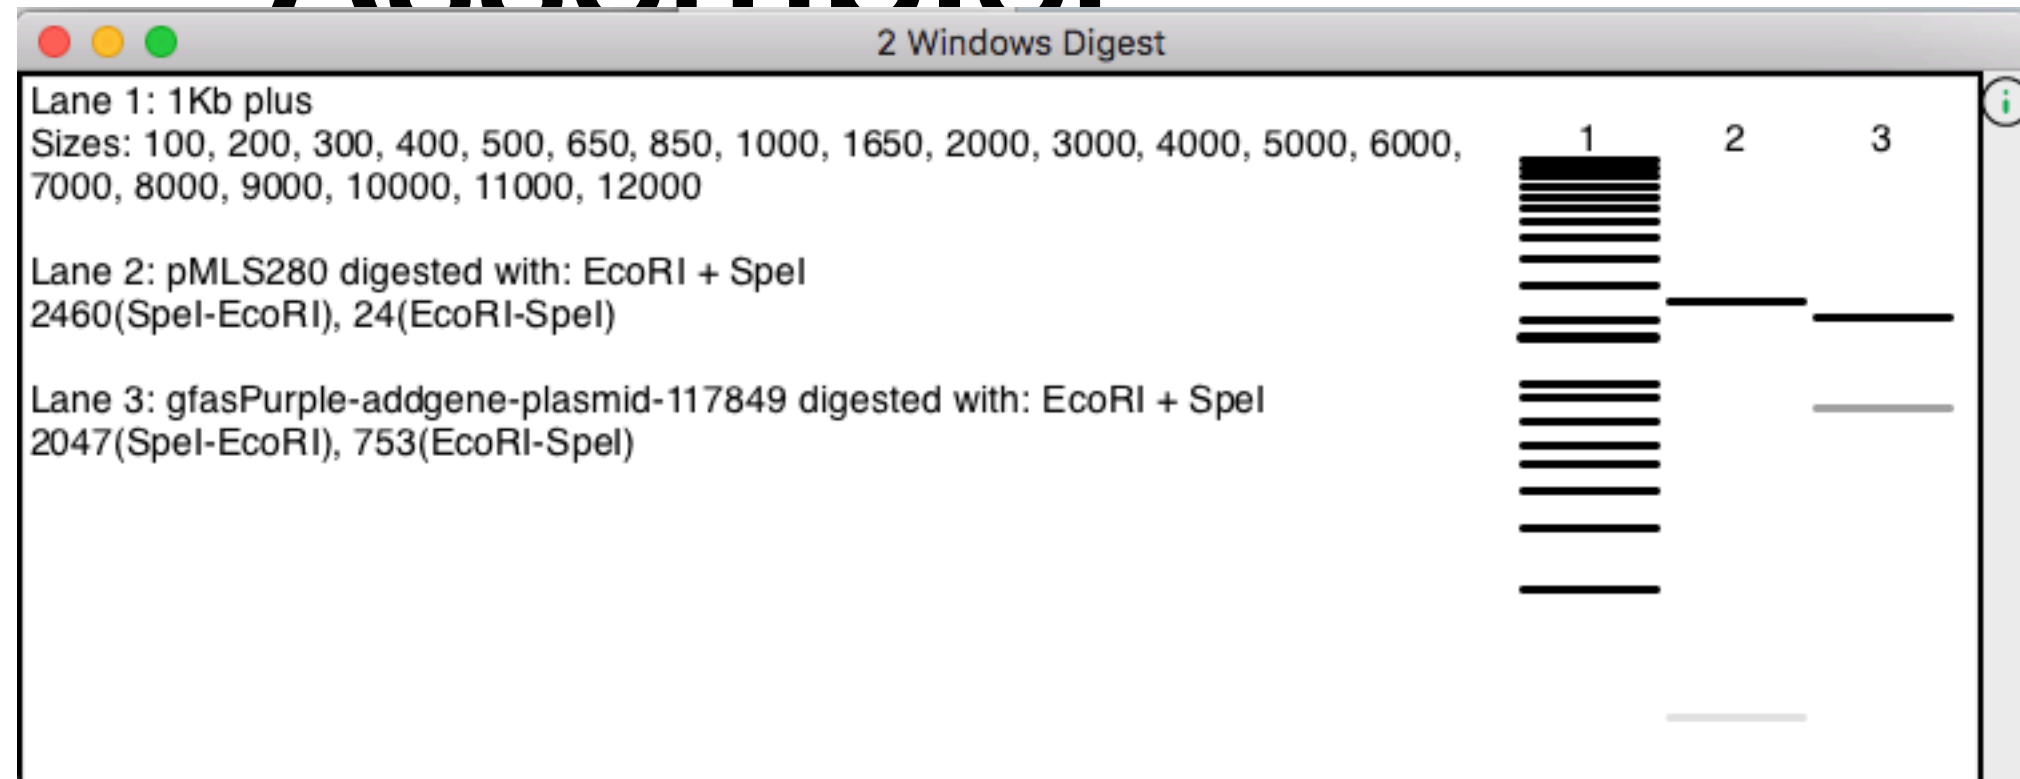 2 Windows Digest
Lane 1: 1Kb plus
Sizes: 100, 200, 300, 400, 500, 650, 850, 1000, 1650, 2000, 3000, 4000, 5000, 6000,
7000, 8000, 9000, 10000, 11000, 12000
Lane 2: pMLS280 digested with: EcoRI + SpeI
2460(SpeI-EcoRI), 24(EcoRI-SpeI)
Lane 3: gfasPurple-addgene-plasmid-117849 digested with: EcoRI + SpeI
2047(SpeI-EcoRI), 753(EcoRI-SpeI)
1 2 3
i